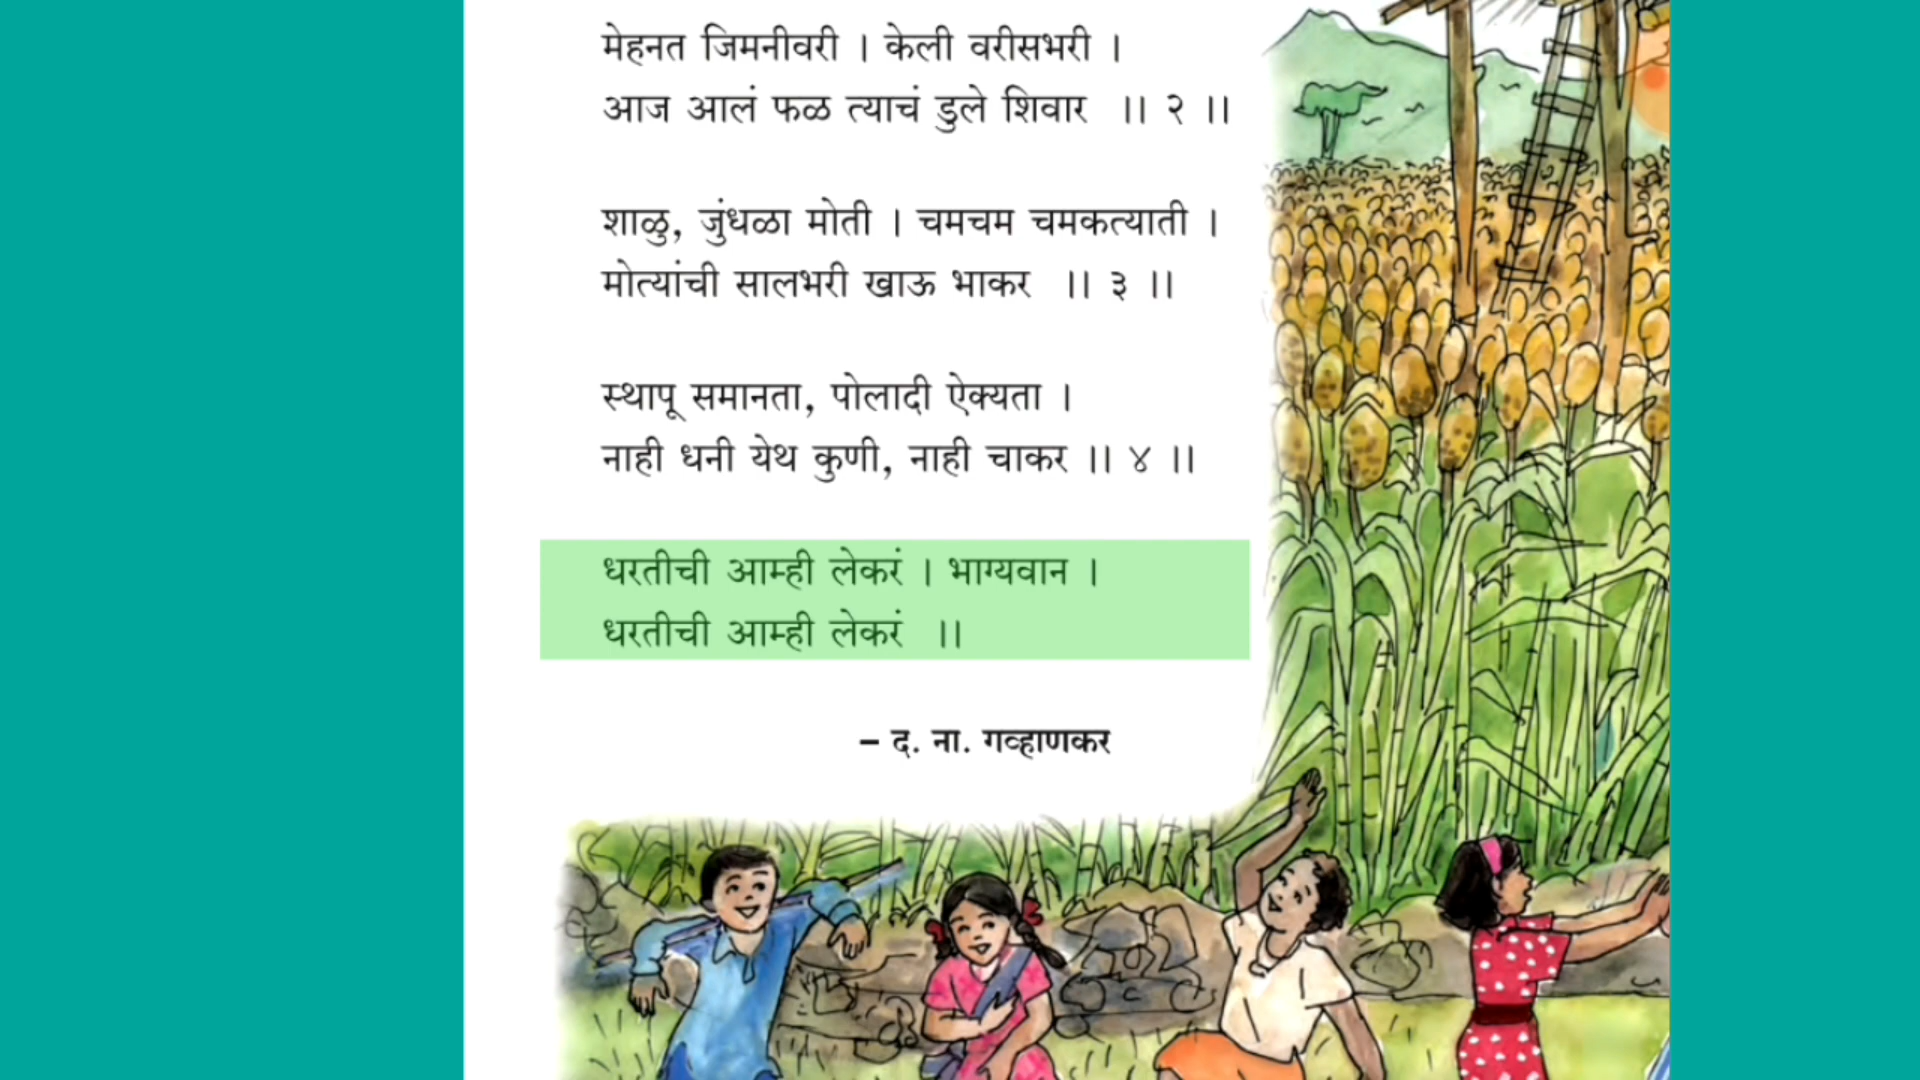 मेहनत जिमनीवरी । केली वरीसभरी ।
आज आलं फळ त्याचं डुले शिवार ।। २ ।।
शाळु, जुंधळा मोती । चमचम चमकत्याती ।
मोत्यांची सालभरी खाऊ भाकर ।। ३ ।।
स्थापू समानता, पोलादी ऐक्यता ।
नाही धनी येथ कुणी, नाही चाकर ।। ४ ।।
धरतीची आम्ही लेकरं । भाग्यवान ।
धरतीची आम्ही लेकरं ।।
– द. ना. गव्हाणकर